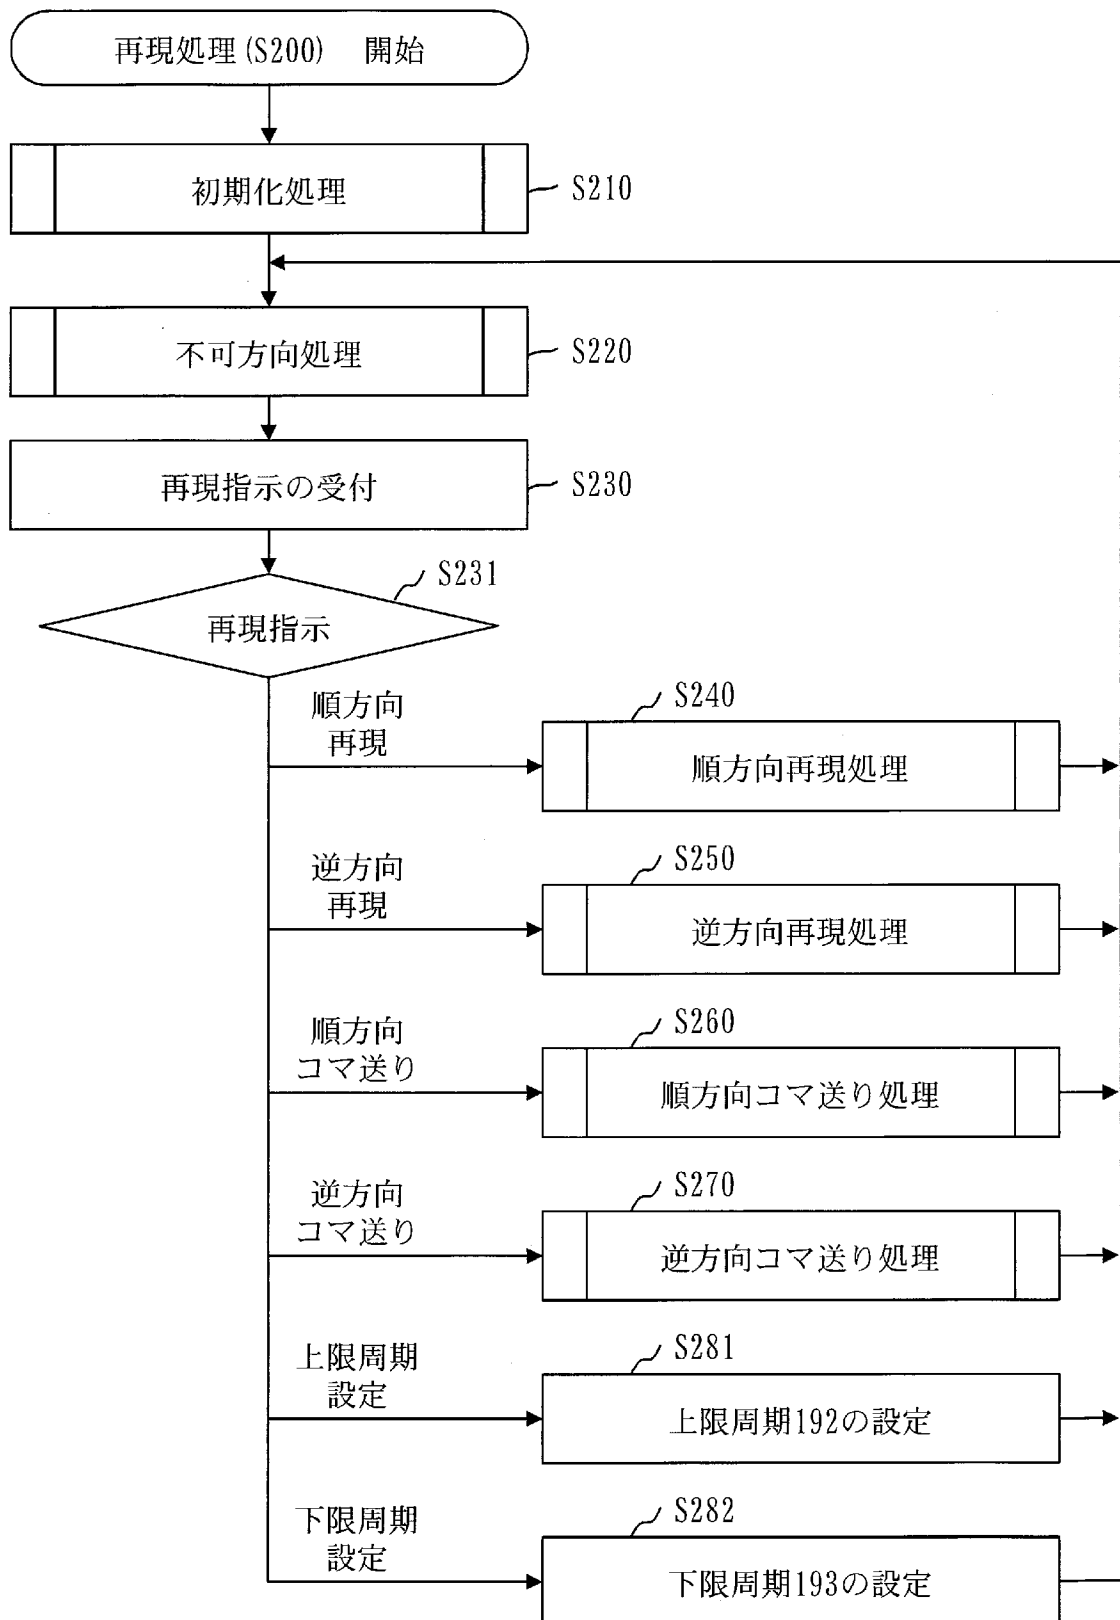 再現処理(S200) 開始
初期化処理
S210
不可方向処理
S220
再現指示の受付
S230
S231
再現指示
順方向
再現
S240
順方向再現処理
逆方向
再現
S250
逆方向再現処理
順方向
コマ送り
S260
順方向コマ送り処理
逆方向
コマ送り
S270
逆方向コマ送り処理
上限周期
設定
S281
上限周期192の設定
下限周期
設定
S282
下限周期193の設定